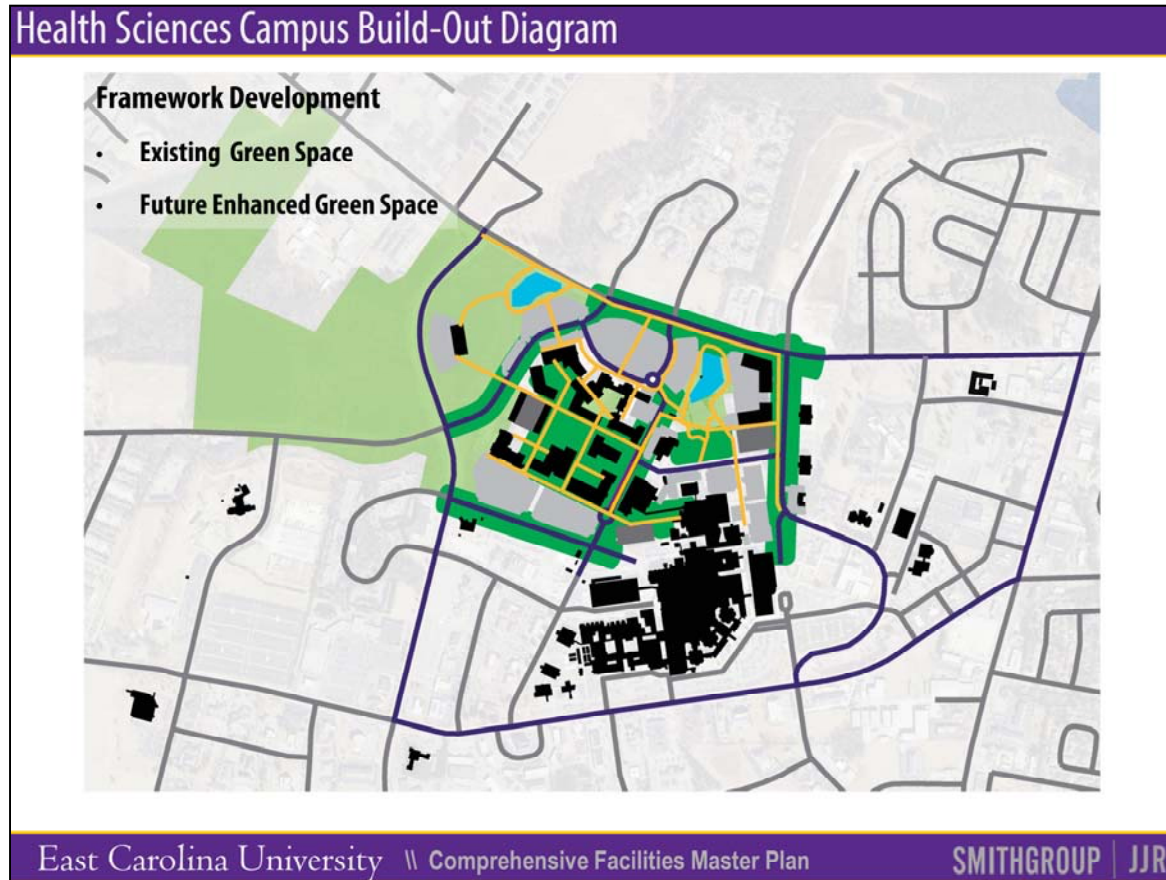 Health Sciences Campus Build-Out Diagram
Framework Development
• Existing Green Space
• Future Enhanced Green Space
East Carolina University \\ Comprehensive Facilities Master Plan SMITHGROUP | JJR